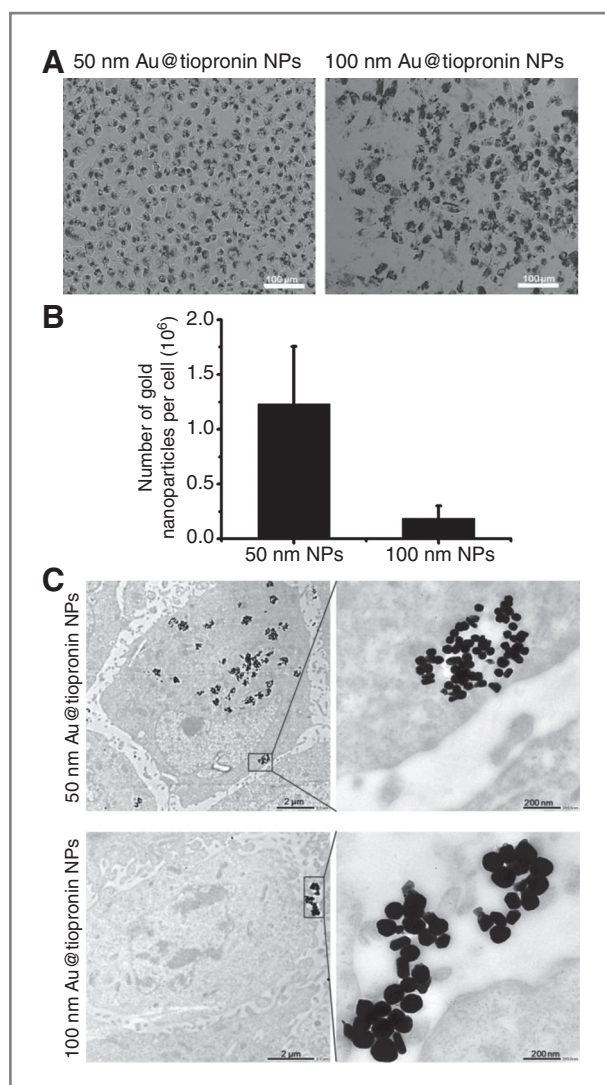 A 50 nm Au@tiopronin NPs 100 nm Au@tiopronin NPs
100 µm
100 µm
B
Number of gold
nanoparticles per cell (10⁶)
2.0
1.5
1.0
0.5
0.0
50 nm NPs 100 nm NPs
C
50 nm Au@tiopronin NPs
2 µm
200 nm
100 nm Au@tiopronin NPs
2 µm
200 nm